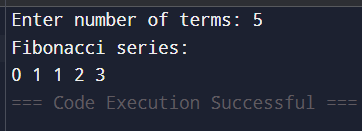 Enter number of terms: 5
Fibonacci series:
0 1 1 2 3
=== Code Execution Successful ===